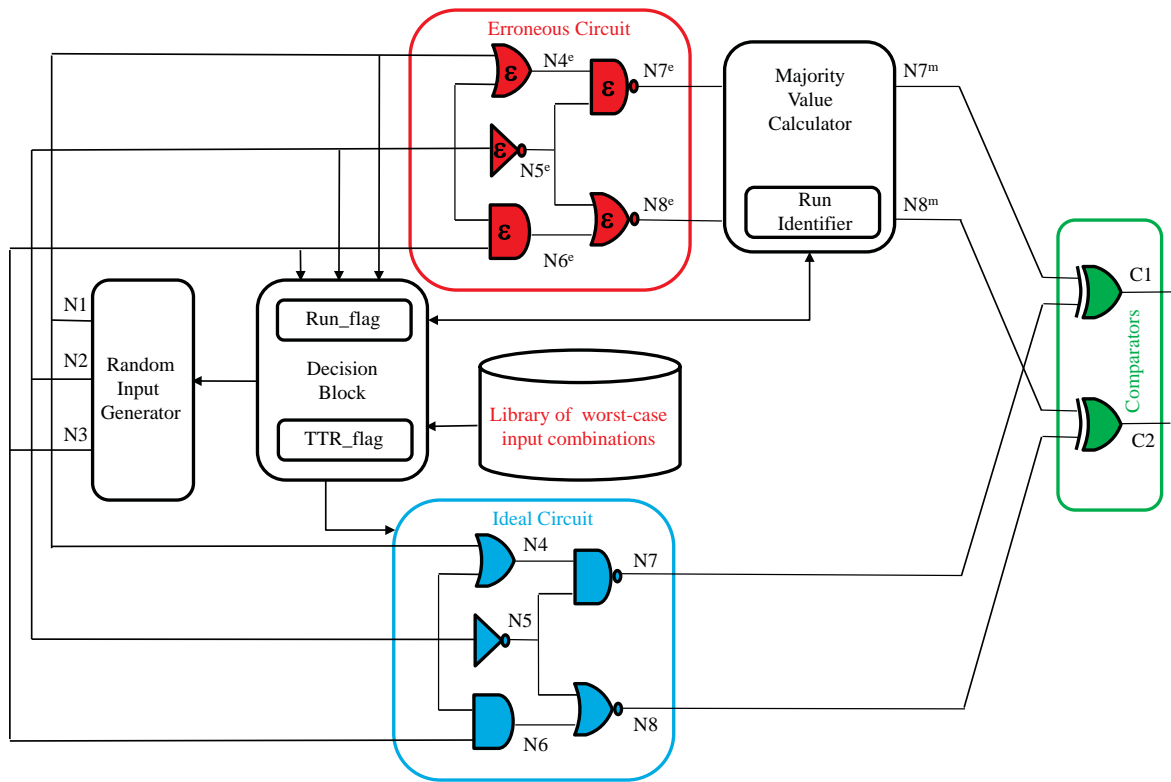 Erroneous Circuit
ε
N4ᵉ
ε
N7ᵉ
ε
N5ᵉ
ε
N6ᵉ
ε
N8ᵉ
Majority
Value
Calculator
Run
Identifier
N7ᵐ
N8ᵐ
N1
N2
N3
Random
Input
Generator
Run_flag
Decision
Block
TTR_flag
Library of worst-case
input combinations
Comparators
C1
C2
Ideal Circuit
N4
N7
N5
N6
N8